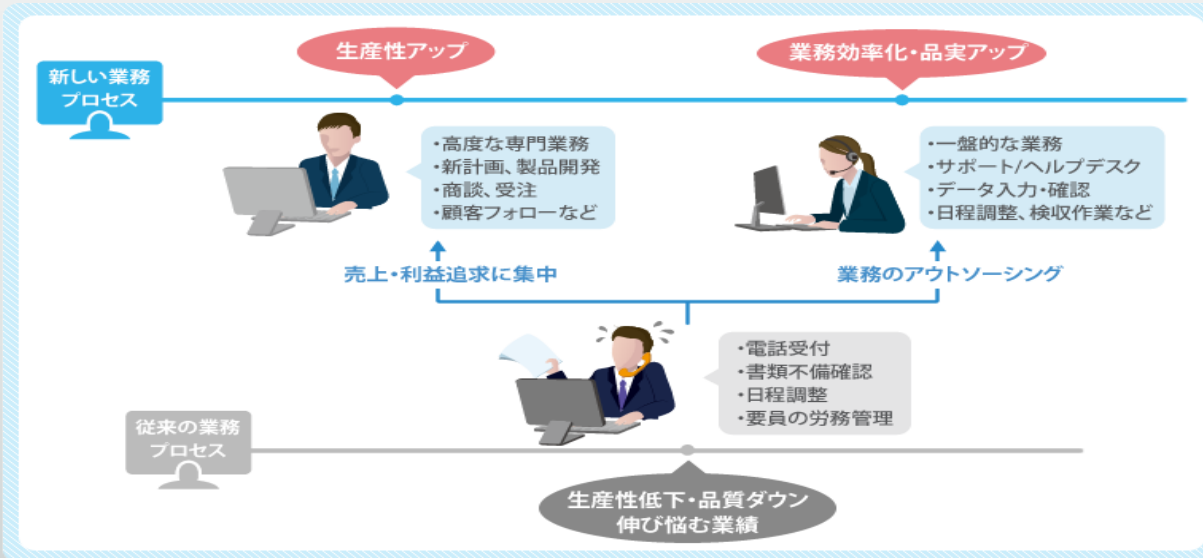 生産性アップ
業務効率化・品実アップ
新しい業務
プロセス
・高度な専門業務
・新計画、製品開発
・商談、受注
・顧客フォローなど
・一盤的な業務
・サポート/ヘルプデスク
・データ入力・確認
・日程調整、検収作業など
売上・利益追求に集中
業務のアウトソーシング
・電話受付
・書類不備確認
・日程調整
・要員の労務管理
従来の業務
プロセス
生産性低下・品質ダウン
伸び悩む業績